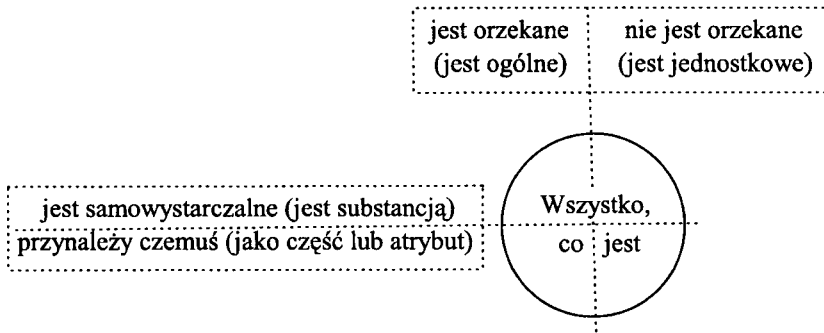 jest orzekane
(jest ogólne)
nie jest orzekane
(jest jednostkowe)
jest samowystarczalne (jest substancją)
przynależy czemuś (jako część lub atrybut)
Wszystko,
co jest